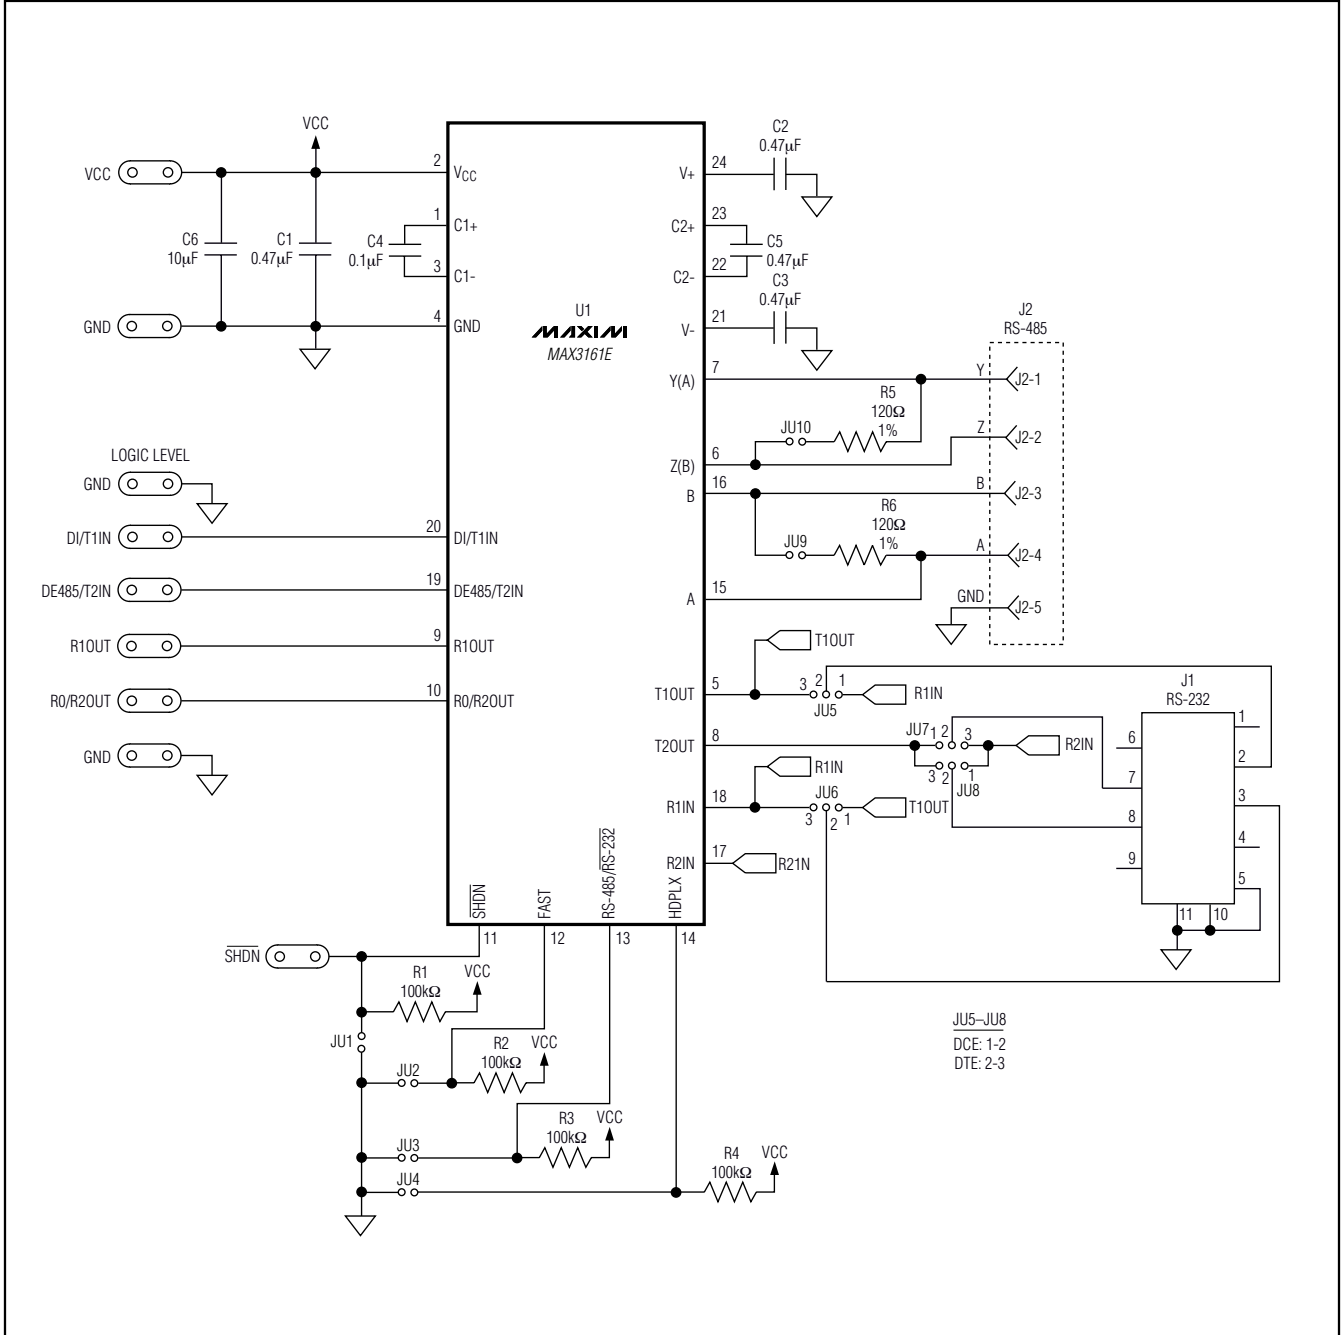 VCC
VCC
C6
10µF
C1
0.47µF
C4
0.1µF
GND
2
VCC
1
C1+
3
C1-
4
GND
U1
MAXIM
MAX3161E
V+
24
C2
0.47µF
C2+
23
C5
0.47µF
C2-
22
C3
0.47µF
V-
21
J2
RS-485
Y(A)
7
Y
J2-1
R5
120Ω
1%
JU10
Z
J2-2
Z(B)
6
B
16
B
J2-3
R6
120Ω
1%
JU9
A
J2-4
A
15
GND
J2-5
LOGIC LEVEL
GND
DI/T1IN
20
DI/T1IN
DE485/T2IN
19
DE485/T2IN
R1OUT
9
R1OUT
R0/R2OUT
10
R0/R2OUT
GND
T1OUT
T1OUT
5
3 2 1
JU5
R1IN
T2OUT
8
JU7
1 2 3
R2IN
3 2 1
JU8
R1IN
R1IN
18
JU6
3 2 1
T1OUT
R2IN
17
R21N
J1
RS-232
1
6
2
7
3
8
4
9
5
11
10
SHDN
FAST
RS-485/RS-232
HDPLX
11
12
13
14
SHDN
R1
100kΩ
VCC
JU1
R2
100kΩ
VCC
JU2
R3
100kΩ
VCC
JU3
R4
100kΩ
VCC
JU4
JU5–JU8
DCE: 1-2
DTE: 2-3